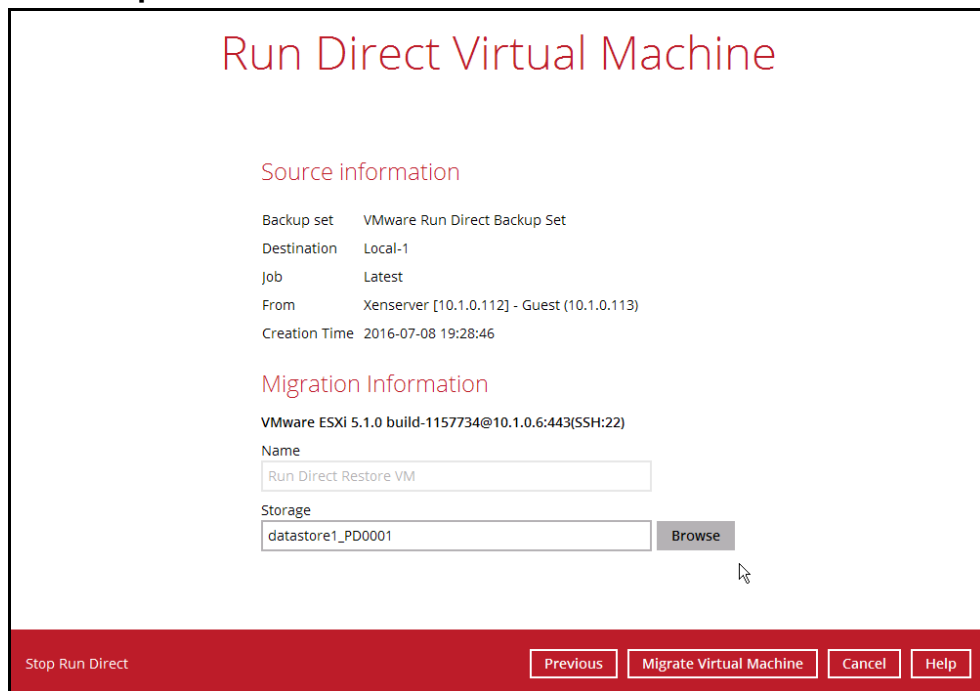 Run Direct Virtual Machine
Source information
Backup set VMware Run Direct Backup Set
Destination Local-1
Job Latest
From Xenserver [10.1.0.112] - Guest (10.1.0.113)
Creation Time 2016-07-08 19:28:46
Migration Information
VMware ESXi 5.1.0 build-1157734@10.1.0.6:443(SSH:22)
Name
Run Direct Restore VM
Storage
datastore1_PD0001 Browse
Stop Run Direct Previous Migrate Virtual Machine Cancel Help